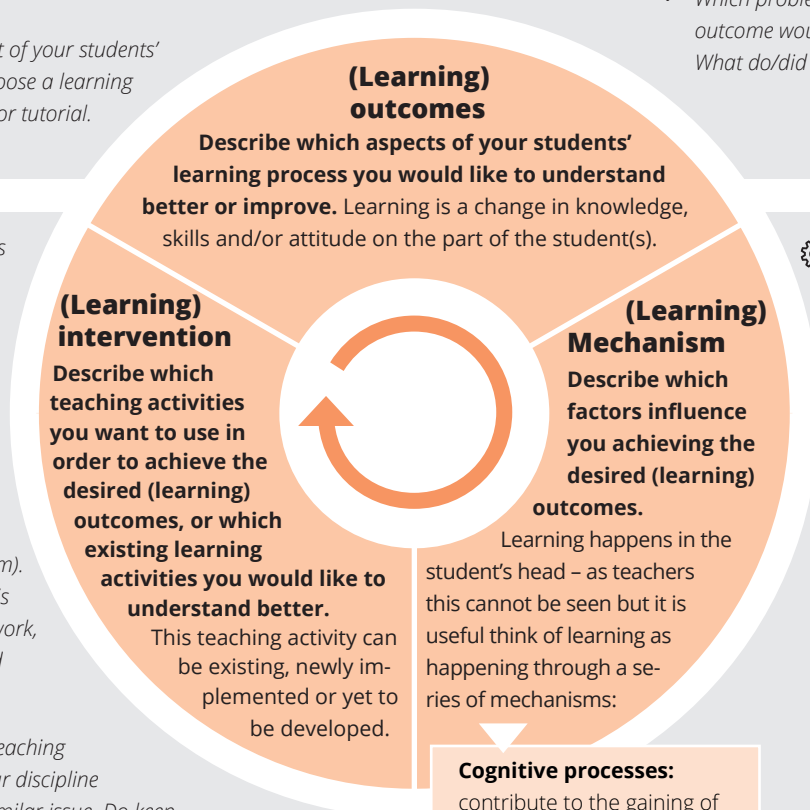 t of your students’
oose a learning
or tutorial.
Which proble
outcome wou
What do/did
(Learning)
outcomes
Describe which aspects of your students’
learning process you would like to understand
better or improve. Learning is a change in knowledge,
skills and/or attitude on the part of the student(s).
s
(Learning)
intervention
Describe which
teaching activities
you want to use in
order to achieve the
desired (learning)
outcomes, or which
existing learning
activities you would like to
understand better.
This teaching activity can
be existing, newly im-
plemented or yet to
be developed.
(Learning)
Mechanism
Describe which
factors influence
you achieving the
desired (learning)
outcomes.
Learning happens in the
student’s head – as teachers
this cannot be seen but it is
useful think of learning as
happening through a se-
ries of mechanisms:
m).
is
work,
d
eaching
ur discipline
milar issue. Do keep
Cognitive processes:
contribute to the gaining of